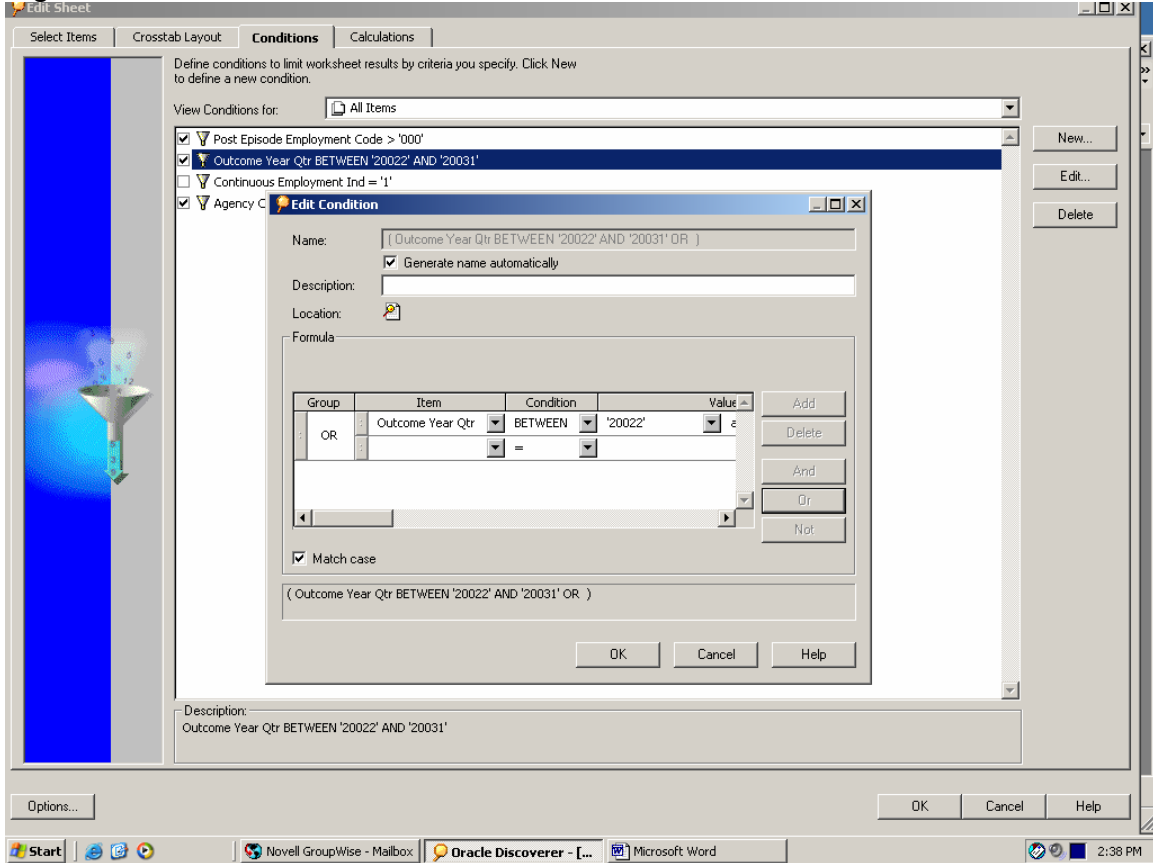 Edit Sheet
Select Items Crosstab Layout Conditions Calculations
Define conditions to limit worksheet results by criteria you specify. Click New
to define a new condition.
View Conditions for: All Items
Post Episode Employment Code > '000'
Outcome Year Qtr BETWEEN '20022' AND '20031'
Continuous Employment Ind = '1'
Agency C
New...
Edit...
Delete
Edit Condition
Name: ( Outcome Year Qtr BETWEEN '20022' AND '20031' OR )
Generate name automatically
Description:
Location:
Formula
Group Item Condition Value
OR Outcome Year Qtr BETWEEN '20022' a
=
Add
Delete
And
Or
Not
Match case
( Outcome Year Qtr BETWEEN '20022' AND '20031' OR )
OK Cancel Help
Description:
Outcome Year Qtr BETWEEN '20022' AND '20031'
Options... OK Cancel Help
Start Novell GroupWise - Mailbox Oracle Discoverer - [... Microsoft Word 2:38 PM